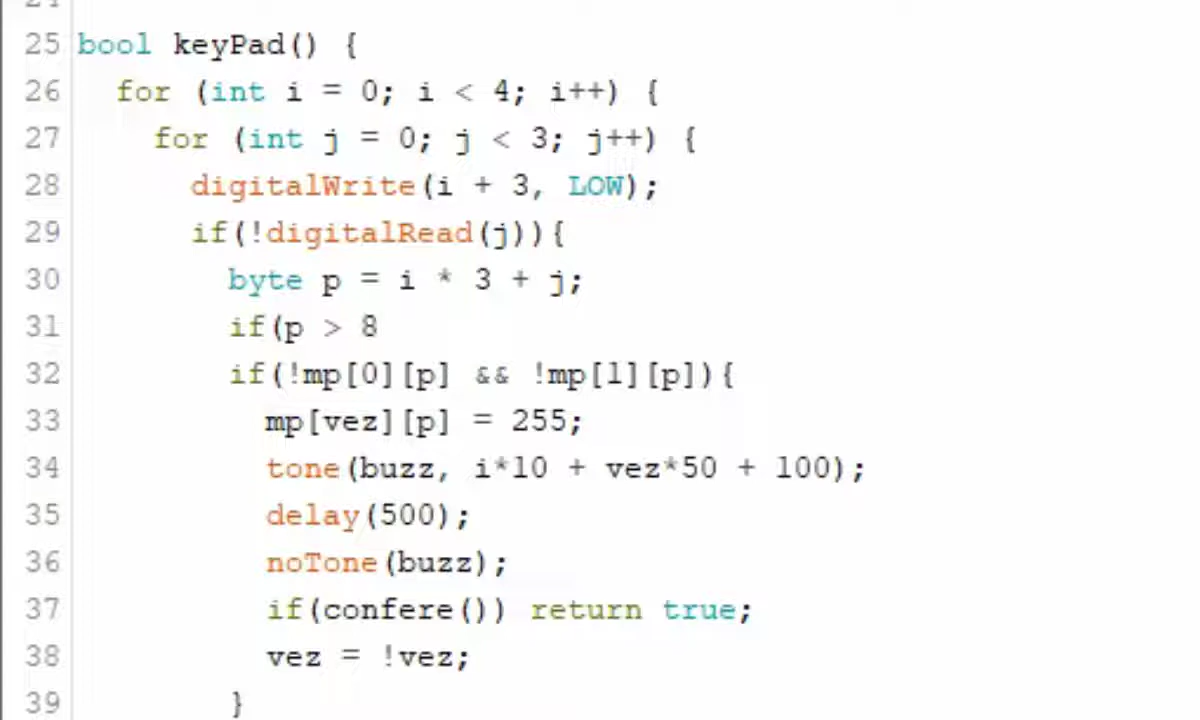 25 bool keyPad() {
26 for (int i = 0; i < 4; i++) {
27 for (int j = 0; j < 3; j++) {
28 digitalWrite(i + 3, LOW);
29 if(!digitalRead(j)){
30 byte p = i * 3 + j;
31 if(p > 8
32 if(!mp[0][p] && !mp[1][p]){
33 mp[vez][p] = 255;
34 tone(buzz, i*10 + vez*50 + 100);
35 delay(500);
36 noTone(buzz);
37 if(confere()) return true;
38 vez = !vez;
39 }